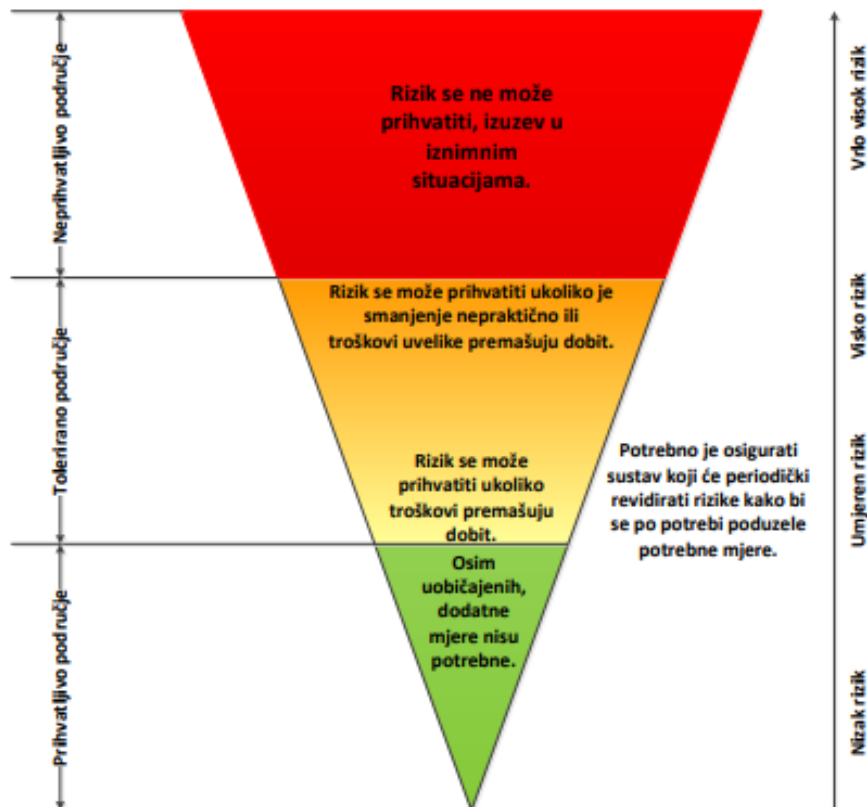 Neprihvatljivo područje
Tolerirano područje
Prihvatljivo područje
Rizik se ne može
prihvatiti, izuzev u
iznimnim
situacijama.
Rizik se može prihvatiti ukoliko je
smanjenje nepraktično ili
troškovi uvelike premašuju dobit.
Rizik se može
prihvatiti ukoliko
troškovi premašuju
dobit.
Osim
uobičajenih,
dodatne
mjere nisu
potrebne.
Potrebno je osigurati
sustav koji će periodički
revidirati rizike kako bi
se po potrebi poduzele
potrebne mjere.
Vrlo visok rizik
Visko rizik
Umjeren rizik
Nizak rizik